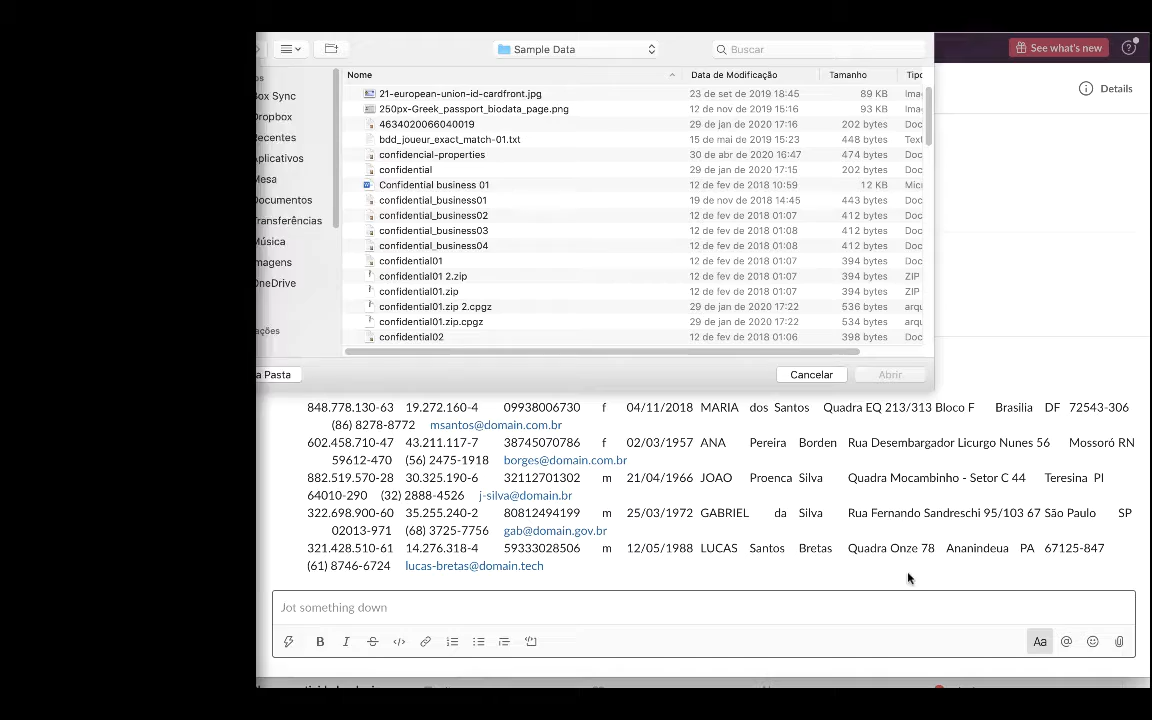 Sample Data
Buscar
See what's new
Details
Nome Data de Modificação Tamanho Tipo
21-european-union-id-cardfront.jpg 23 de set de 2019 18:45 89 KB Ima
250px-Greek_passport_biodata_page.png 12 de nov de 2019 15:16 93 KB Ima
4634020066040019 29 de jan de 2020 17:16 202 bytes Doc
bdd_joueur_exact_match-01.txt 15 de mai de 2019 15:23 448 bytes Text
confidencial-properties 30 de abr de 2020 16:47 474 bytes Doc
confidential 29 de jan de 2020 17:15 202 bytes Doc
Confidential business 01 12 de fev de 2018 10:59 12 KB Micr
confidential_business01 19 de nov de 2018 14:45 443 bytes Doc
confidential_business02 12 de fev de 2018 01:07 412 bytes Doc
confidential_business03 12 de fev de 2018 01:08 412 bytes Doc
confidential_business04 12 de fev de 2018 01:08 412 bytes Doc
confidential01 12 de fev de 2018 01:07 394 bytes Doc
confidential01 2.zip 12 de fev de 2018 01:07 394 bytes ZIP
confidential01.zip 12 de fev de 2018 01:07 394 bytes ZIP
confidential01.zip 2.cpgz 29 de jan de 2020 17:22 536 bytes arqu
confidential01.zip.cpgz 29 de jan de 2020 17:22 534 bytes arqu
confidential02 12 de fev de 2018 01:06 398 bytes Doc
os
Box Sync
Dropbox
Recentes
Aplicativos
Mesa
Documentos
Transferências
Música
Imagens
OneDrive
ações
a Pasta
Cancelar
Abrir
848.778.130-63 19.272.160-4 09938006730 f 04/11/2018 MARIA dos Santos Quadra EQ 213/313 Bloco F Brasilia DF 72543-306
(86) 8278-8772 msantos@domain.com.br
602.458.710-47 43.211.117-7 38745070786 f 02/03/1957 ANA Pereira Borden Rua Desembargador Licurgo Nunes 56 Mossoró RN
59612-470 (56) 2475-1918 borges@domain.com.br
882.519.570-28 30.325.190-6 32112701302 m 21/04/1966 JOAO Proenca Silva Quadra Mocambinho - Setor C 44 Teresina PI
64010-290 (32) 2888-4526 j-silva@domain.br
322.698.900-60 35.255.240-2 80812494199 m 25/03/1972 GABRIEL da Silva Rua Fernando Sandreschi 95/103 67 São Paulo SP
02013-971 (68) 3725-7756 gab@domain.gov.br
321.428.510-61 14.276.318-4 59333028506 m 12/05/1988 LUCAS Santos Bretas Quadra Onze 78 Ananindeua PA 67125-847
(61) 8746-6724 lucas-bretas@domain.tech
Jot something down
B I S Aa @